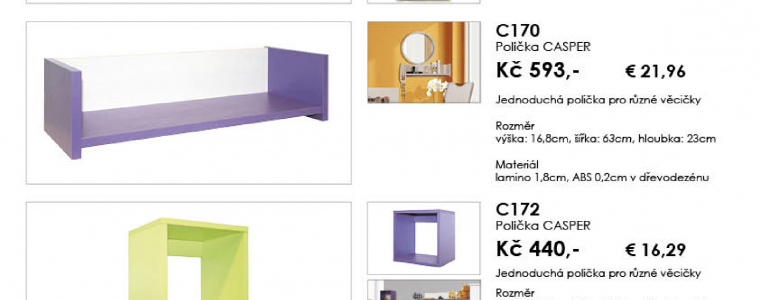 C170
Polička CASPER
Kč 593,- € 21,96
Jednoduchá polička pro různé věcičky
Rozměr
výška: 16,8cm, šířka: 63cm, hloubka: 23cm
Materiál
lamino 1,8cm, ABS 0,2cm v dřevodezénu
C172
Polička CASPER
Kč 440,- € 16,29
Jednoduchá polička pro různé věcičky
Rozměr